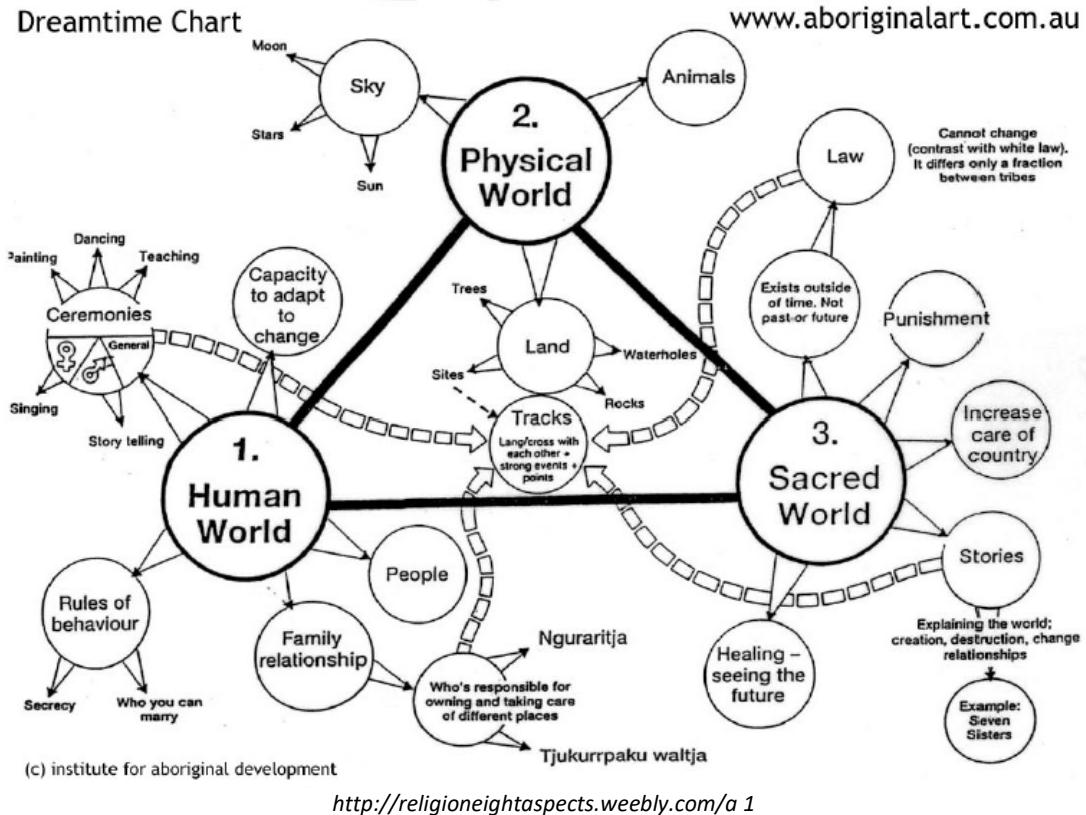 Dreamtime Chart
www.aboriginalart.com.au
2.
Physical
World
Sky
Moon
Stars
Sun
Animals
Law
Cannot change
(contrast with white law).
It differs only a fraction
between tribes
Exists outside
of time. Not
past or future
Punishment
Increase
care of
country
3.
Sacred
World
Stories
Explaining the world;
creation, destruction, change
relationships
Example:
Seven
Sisters
Healing –
seeing the
future
Land
Trees
Waterholes
Sites
Rocks
Tracks
Lang/cross with
each other +
strong events +
points
Painting
Dancing
Teaching
Ceremonies
General
Singing
Story telling
Capacity
to adapt
to
change
1.
Human
World
People
Rules of
behaviour
Secrecy
Who you can
marry
Family
relationship
Who's responsible for
owning and taking care
of different places
Nguraritja
Tjukurrpaku waltja
(c) institute for aboriginal development
http://religioneightaspects.weebly.com/a 1